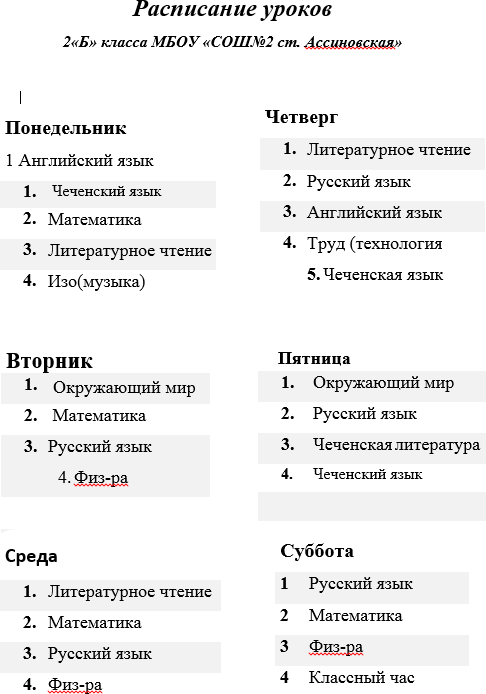 Расписание уроков
2«Б» класса МБОУ «СОШ№2 ст. Ассиновская»
Понедельник
1 Английский язык
1. Чеченский язык
2. Математика
3. Литературное чтение
4. Изо(музыка)
Вторник
1. Окружающий мир
2. Математика
3. Русский язык
4. Физ-ра
Среда
1. Литературное чтение
2. Математика
3. Русский язык
4. Физ-ра
Четверг
1. Литературное чтение
2. Русский язык
3. Английский язык
4. Труд (технология
5. Чеченская язык
Пятница
1. Окружающий мир
2. Русский язык
3. Чеченская литература
4. Чеченский язык
Суббота
1 Русский язык
2 Математика
3 Физ-ра
4 Классный час